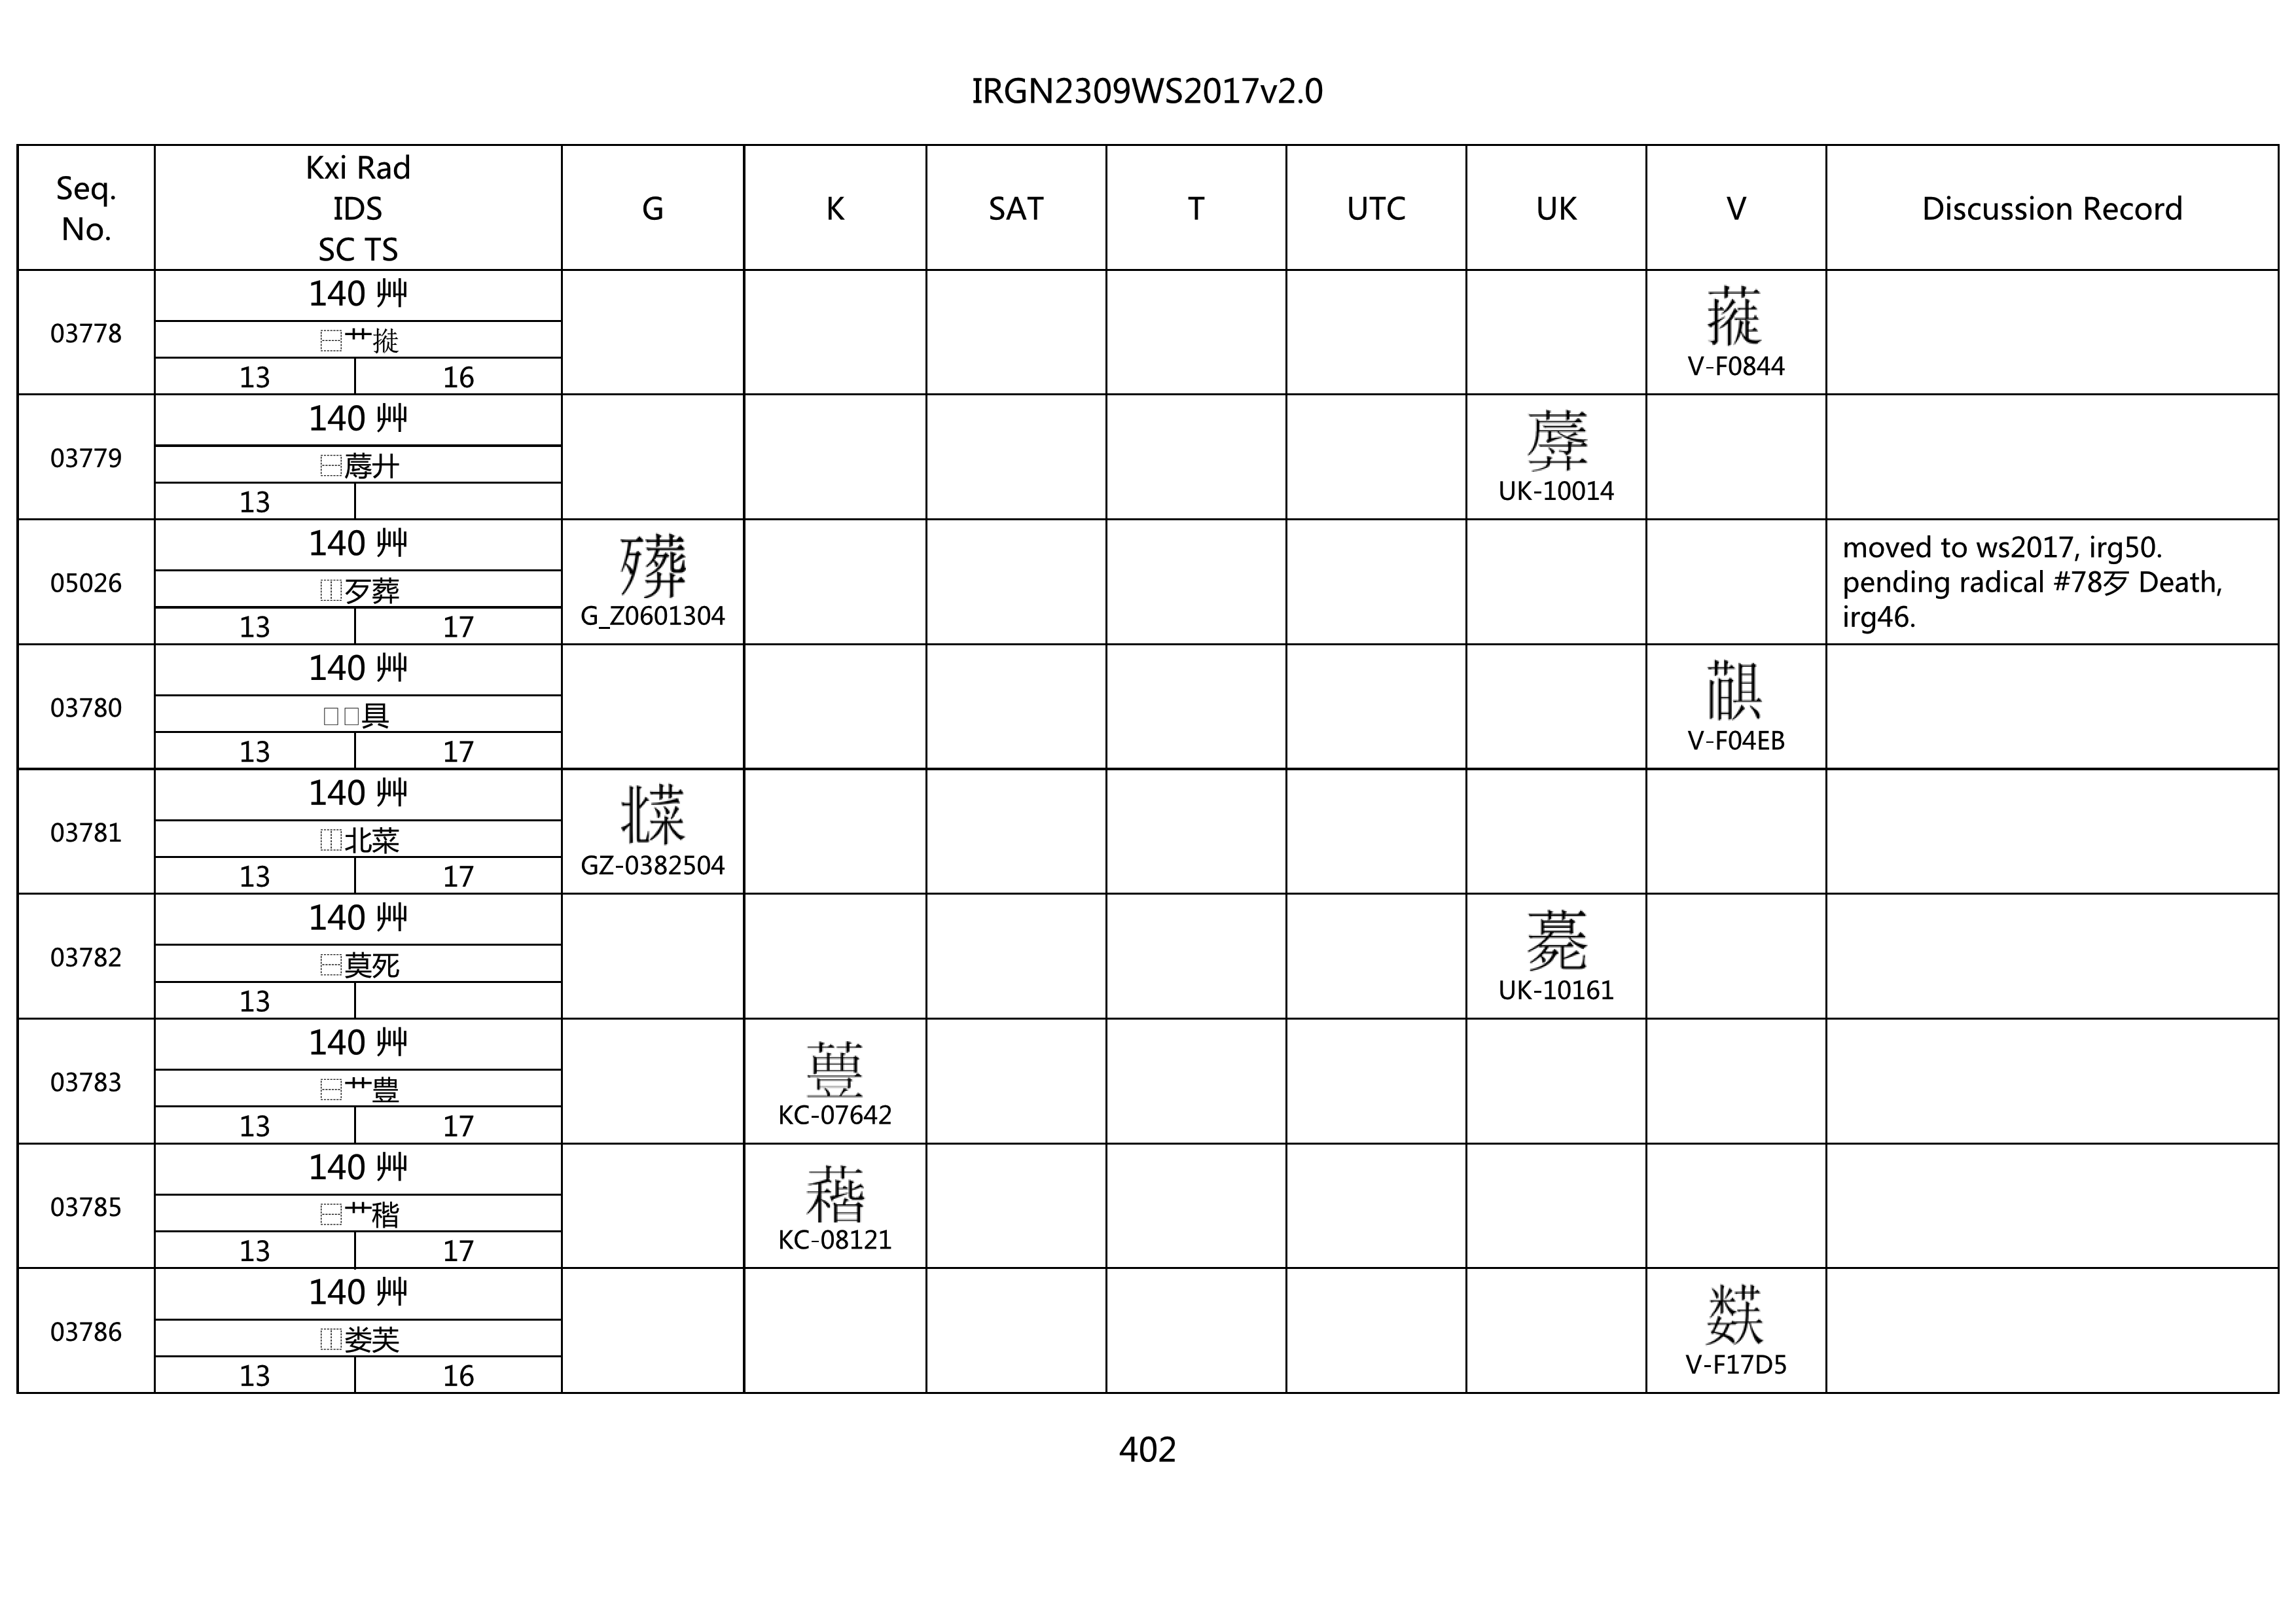 IRGN2309WS2017v2.0
Seq. No.
Kxi Rad
IDS
SC TS
G
K
SAT
T
UTC
UK
V
Discussion Record
03778
140 艸
⿱艹摐
13 16
V-F0844
03779
140 艸
⿱蓐廾
13
UK-10014
05026
140 艸
⿰歹葬
13 17
G_Z0601304
moved to ws2017, irg50.
pending radical #78歹 Death,
irg46.
03780
140 艸
具
13 17
V-F04EB
03781
140 艸
⿰北菜
13 17
GZ-0382504
03782
140 艸
⿱莫死
13
UK-10161
03783
140 艸
⿱艹豊
13 17
KC-07642
03785
140 艸
⿱艹稭
13 17
KC-08121
03786
140 艸
⿰娄芙
13 16
V-F17D5
402